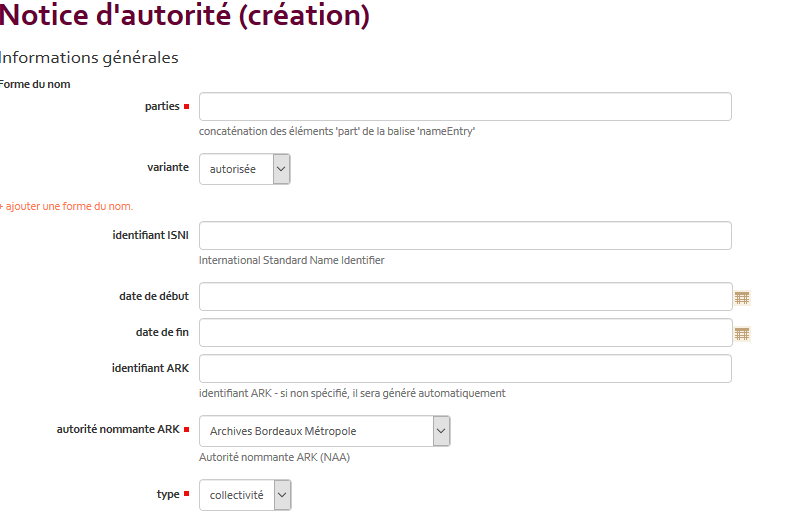 Notice d'autorité (création)
Informations générales
Forme du nom
parties
concaténation des éléments 'part' de la balise 'nameEntry'
variante autorisée
+ ajouter une forme du nom.
identifiant ISNI
International Standard Name Identifier
date de début
date de fin
identifiant ARK
identifiant ARK - si non spécifié, il sera généré automatiquement
autorité nommante ARK Archives Bordeaux Métropole
Autorité nommante ARK (NAA)
type collectivité